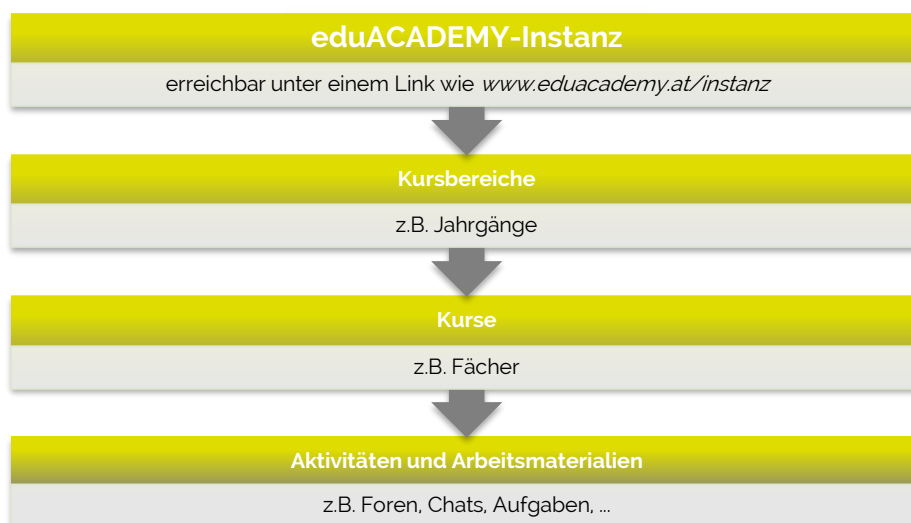 eduACADEMY-Instanz
erreichbar unter einem Link wie www.eduacademy.at/instanz
Kursbereiche
z.B. Jahrgänge
Kurse
z.B. Fächer
Aktivitäten und Arbeitsmaterialien
z.B. Foren, Chats, Aufgaben, ...